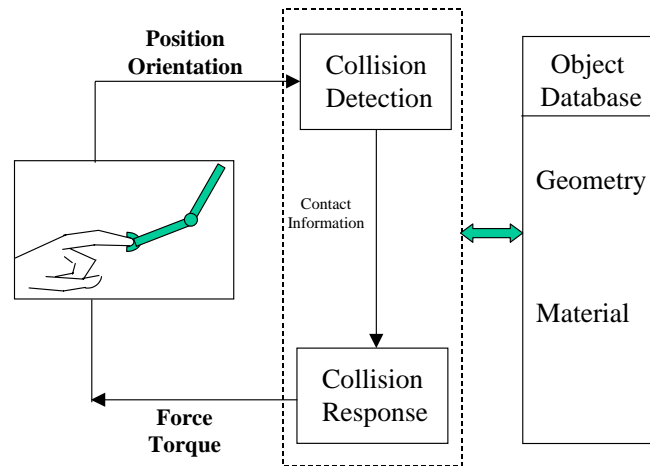 Position
Orientation
Collision
Detection
Object
Database
Contact
Information
Geometry
Material
Collision
Response
Force
Torque